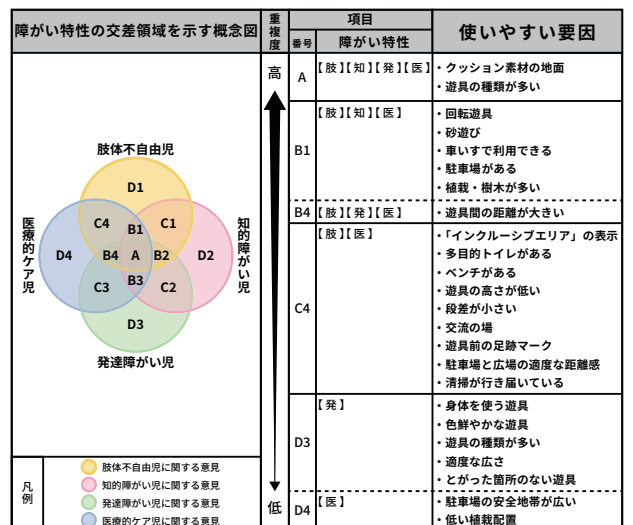 障がい特性の交差領域を示す概念図
重複度
項目
番号
障がい特性
使いやすい要因
肢体不自由児
医療的ケア児
知的障がい児
発達障がい児
D1
C4
B1
C1
D4
B4
A
B2
D2
C3
B3
C2
D3
凡例
肢体不自由児に関する意見
知的障がい児に関する意見
発達障がい児に関する意見
医療的ケア児に関する意見
高
低
A
【肢】【知】【発】【医】
・クッション素材の地面
・遊具の種類が多い
B1
【肢】【知】【医】
・回転遊具
・砂遊び
・車いすで利用できる
・駐車場がある
・植栽・樹木が多い
B4
【肢】【発】【医】
・遊具間の距離が大きい
C4
【肢】【医】
・「インクルーシブエリア」の表示
・多目的トイレがある
・ベンチがある
・遊具の高さが低い
・段差が小さい
・交流の場
・遊具前の足跡マーク
・駐車場と広場の適度な距離感
・清掃が行き届いている
D3
【発】
・身体を使う遊具
・色鮮やかな遊具
・遊具の種類が多い
・適度な広さ
・とがった箇所のない遊具
D4
【医】
・駐車場の安全地帯が広い
・低い植栽配置